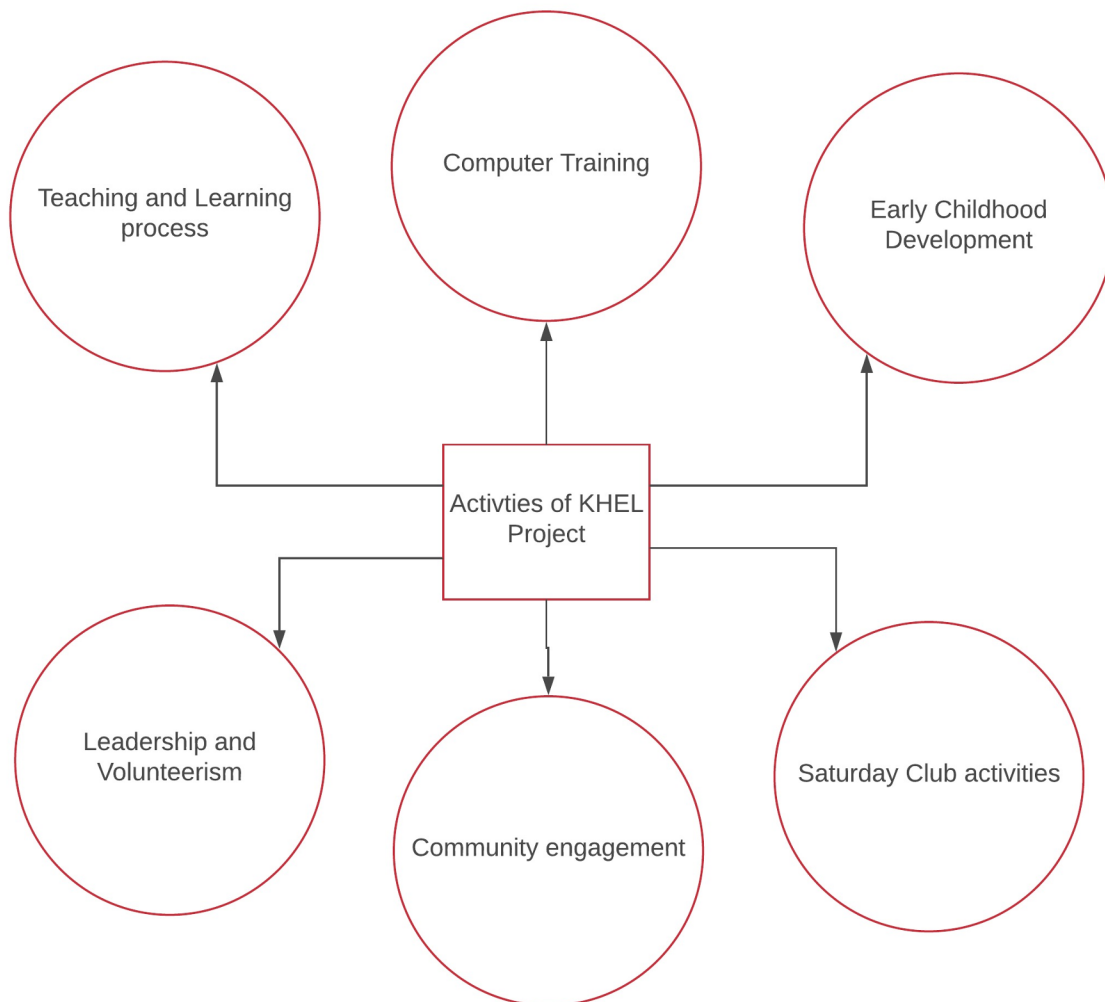 Computer Training
Teaching and Learning
process
Early Childhood
Development
Activties of KHEL
Project
Leadership and
Volunteerism
Community engagement
Saturday Club activities